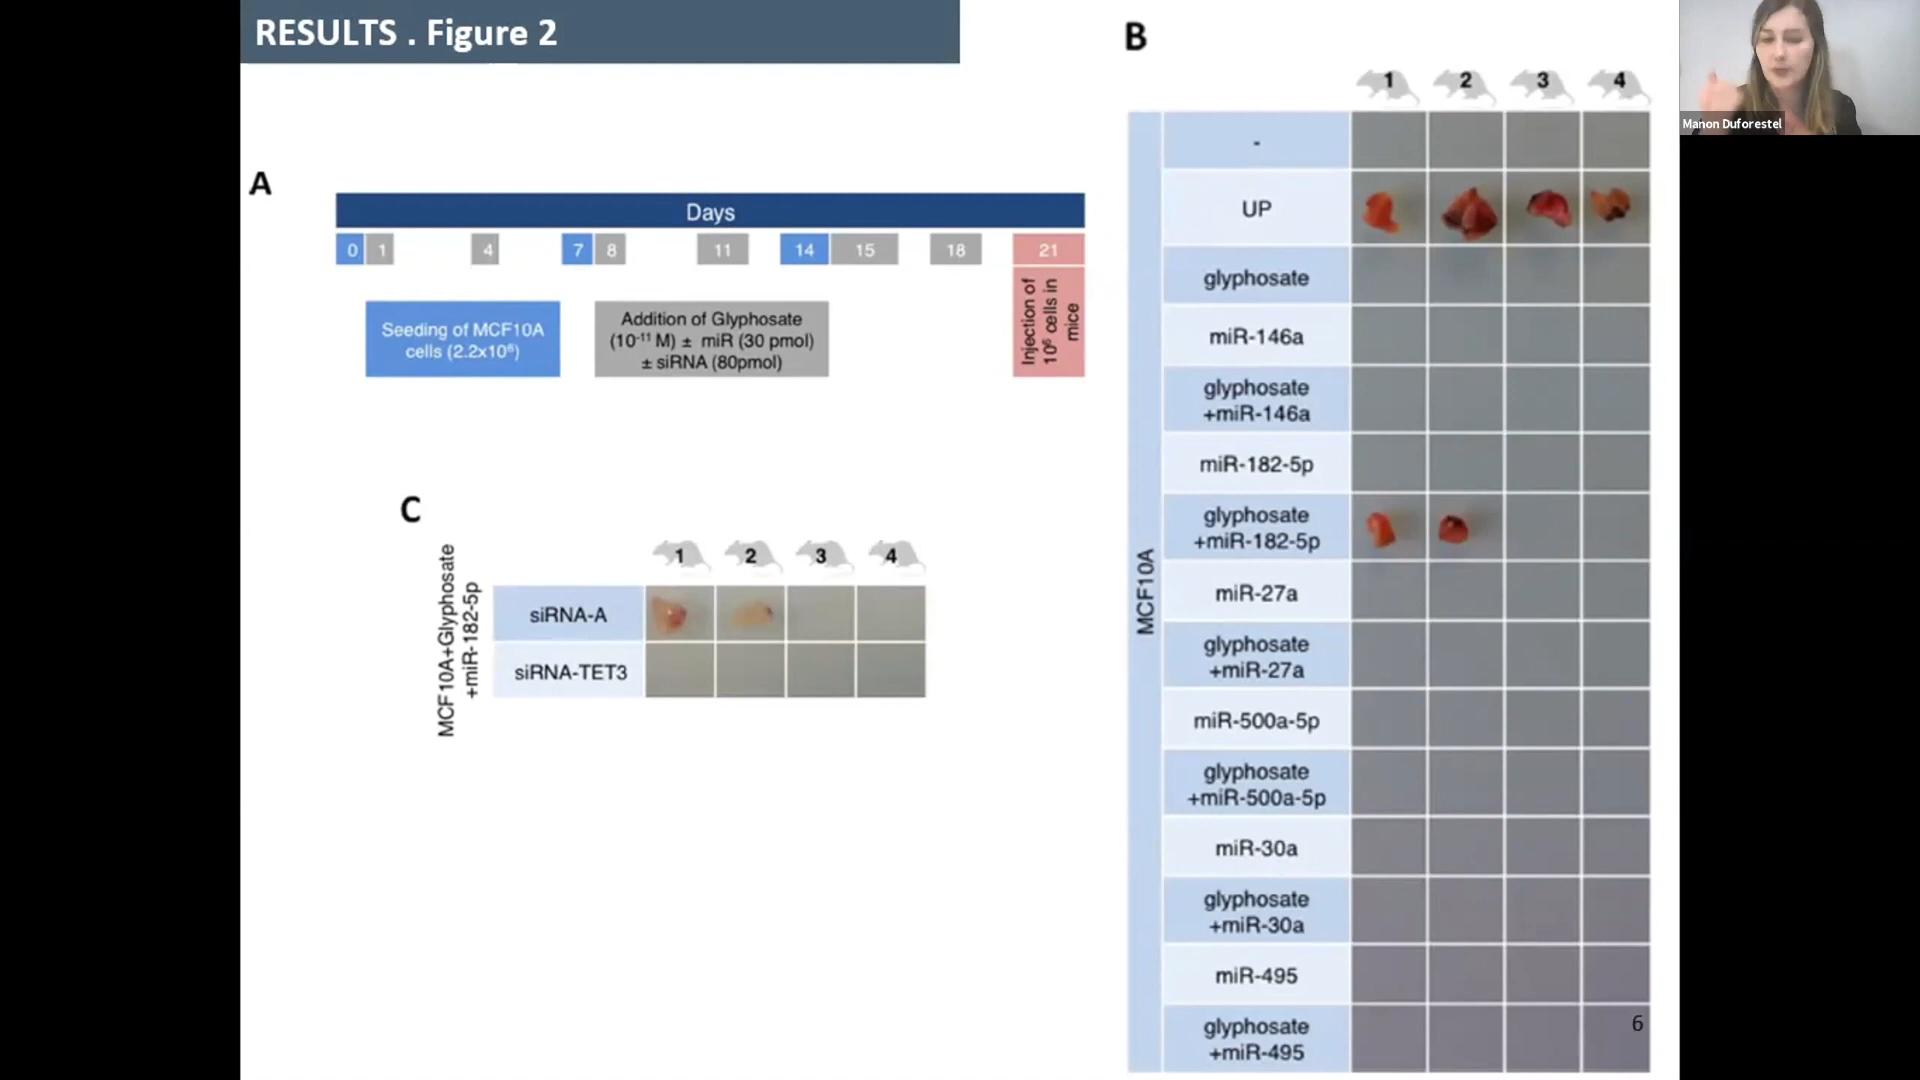 RESULTS . Figure 2
A
Days
0 1 4 7 8 11 14 15 18 21
Seeding of MCF10A
cells (2.2x10⁶)
Addition of Glyphosate
(10⁻¹¹ M) ± miR (30 pmol)
± siRNA (80pmol)
Injection of
10⁶ cells in
mice
B
1 2 3 4
MCF10A
-
UP
glyphosate
miR-146a
glyphosate
+miR-146a
miR-182-5p
glyphosate
+miR-182-5p
miR-27a
glyphosate
+miR-27a
miR-500a-5p
glyphosate
+miR-500a-5p
miR-30a
glyphosate
+miR-30a
miR-495
glyphosate
+miR-495
6
C
1 2 3 4
MCF10A+Glyphosate
+miR-182-5p
siRNA-A
siRNA-TET3
Manon Duforestel